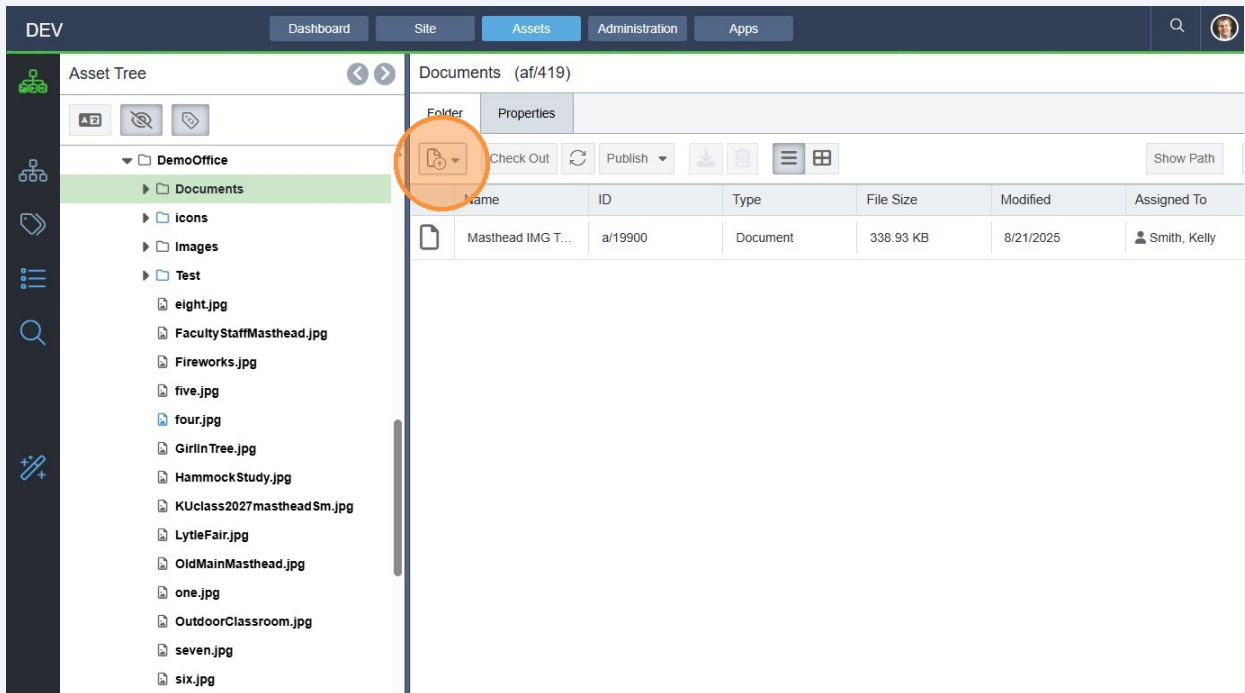 DEV
Dashboard
Site
Assets
Administration
Apps
Asset Tree
Documents (af/419)
Folder
Properties
Check Out
Publish
Show Path
DemoOffice
Documents
icons
Images
Test
eight.jpg
FacultyStaffMasthead.jpg
Fireworks.jpg
five.jpg
four.jpg
GirlInTree.jpg
HammockStudy.jpg
KUclass2027mastheadSm.jpg
LytleFair.jpg
OldMainMasthead.jpg
one.jpg
OutdoorClassroom.jpg
seven.jpg
six.jpg
Name ID Type File Size Modified Assigned To
Masthead IMG T... a/19900 Document 338.93 KB 8/21/2025 Smith, Kelly